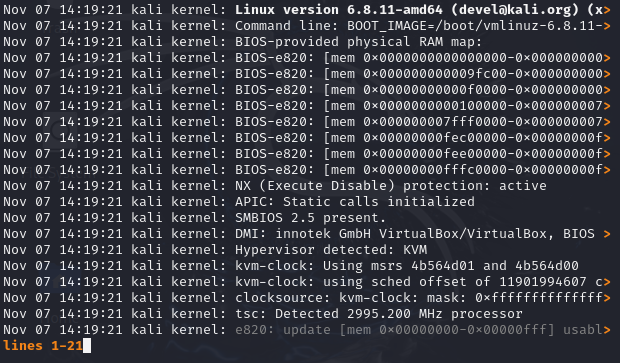 Nov 07 14:19:21 kali kernel: Linux version 6.8.11-amd64 (devel@kali.org) (x>
Nov 07 14:19:21 kali kernel: Command line: BOOT_IMAGE=/boot/vmlinuz-6.8.11->
Nov 07 14:19:21 kali kernel: BIOS-provided physical RAM map:
Nov 07 14:19:21 kali kernel: BIOS-e820: [mem 0x0000000000000000-0x000000000>
Nov 07 14:19:21 kali kernel: BIOS-e820: [mem 0x000000000009fc00-0x000000000>
Nov 07 14:19:21 kali kernel: BIOS-e820: [mem 0x00000000000f0000-0x000000000>
Nov 07 14:19:21 kali kernel: BIOS-e820: [mem 0x0000000000100000-0x000000007>
Nov 07 14:19:21 kali kernel: BIOS-e820: [mem 0x000000007fff0000-0x000000007>
Nov 07 14:19:21 kali kernel: BIOS-e820: [mem 0x00000000fec00000-0x00000000f>
Nov 07 14:19:21 kali kernel: BIOS-e820: [mem 0x00000000fee00000-0x00000000f>
Nov 07 14:19:21 kali kernel: BIOS-e820: [mem 0x00000000fffc0000-0x00000000f>
Nov 07 14:19:21 kali kernel: NX (Execute Disable) protection: active
Nov 07 14:19:21 kali kernel: APIC: Static calls initialized
Nov 07 14:19:21 kali kernel: SMBIOS 2.5 present.
Nov 07 14:19:21 kali kernel: DMI: innotek GmbH VirtualBox/VirtualBox, BIOS >
Nov 07 14:19:21 kali kernel: Hypervisor detected: KVM
Nov 07 14:19:21 kali kernel: kvm-clock: Using msrs 4b564d01 and 4b564d00
Nov 07 14:19:21 kali kernel: kvm-clock: using sched offset of 11901994607 c>
Nov 07 14:19:21 kali kernel: clocksource: kvm-clock: mask: 0xffffffffffffff>
Nov 07 14:19:21 kali kernel: tsc: Detected 2995.200 MHz processor
Nov 07 14:19:21 kali kernel: e820: update [mem 0x00000000-0x00000fff] usabl>
lines 1-21